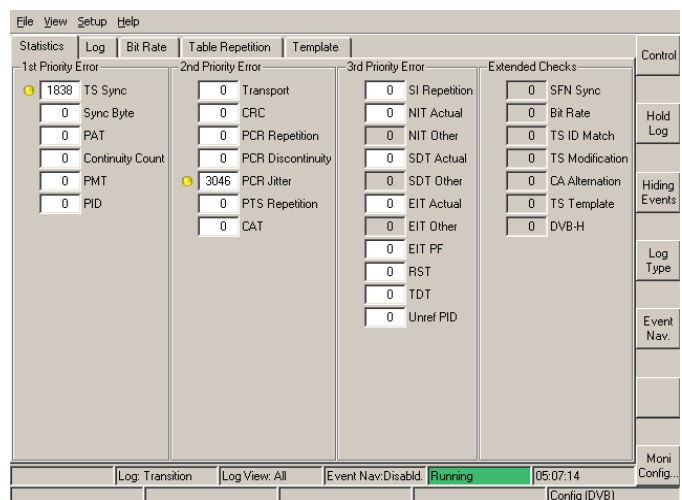 File View Setup Help
Statistics Log Bit Rate Table Repetition Template
1st Priority Error
1838 TS Sync
0 Sync Byte
0 PAT
0 Continuity Count
0 PMT
0 PID
2nd Priority Error
0 Transport
0 CRC
0 PCR Repetition
0 PCR Discontinuity
3046 PCR Jitter
0 PTS Repetition
0 CAT
3rd Priority Error
0 SI Repetition
0 NIT Actual
0 NIT Other
0 SDT Actual
0 SDT Other
0 EIT Actual
0 EIT Other
0 EIT PF
0 RST
0 TDT
0 Unref PID
Extended Checks
0 SFN Sync
0 Bit Rate
0 TS ID Match
0 TS Modification
0 CA Alternation
0 TS Template
0 DVB-H
Control
Hold
Log
Hiding
Events
Log
Type
Event
Nav.
Moni
Config...
Log: Transition Log View: All Event Nav:Disabld. Running 05:07:14
Config (DVB)